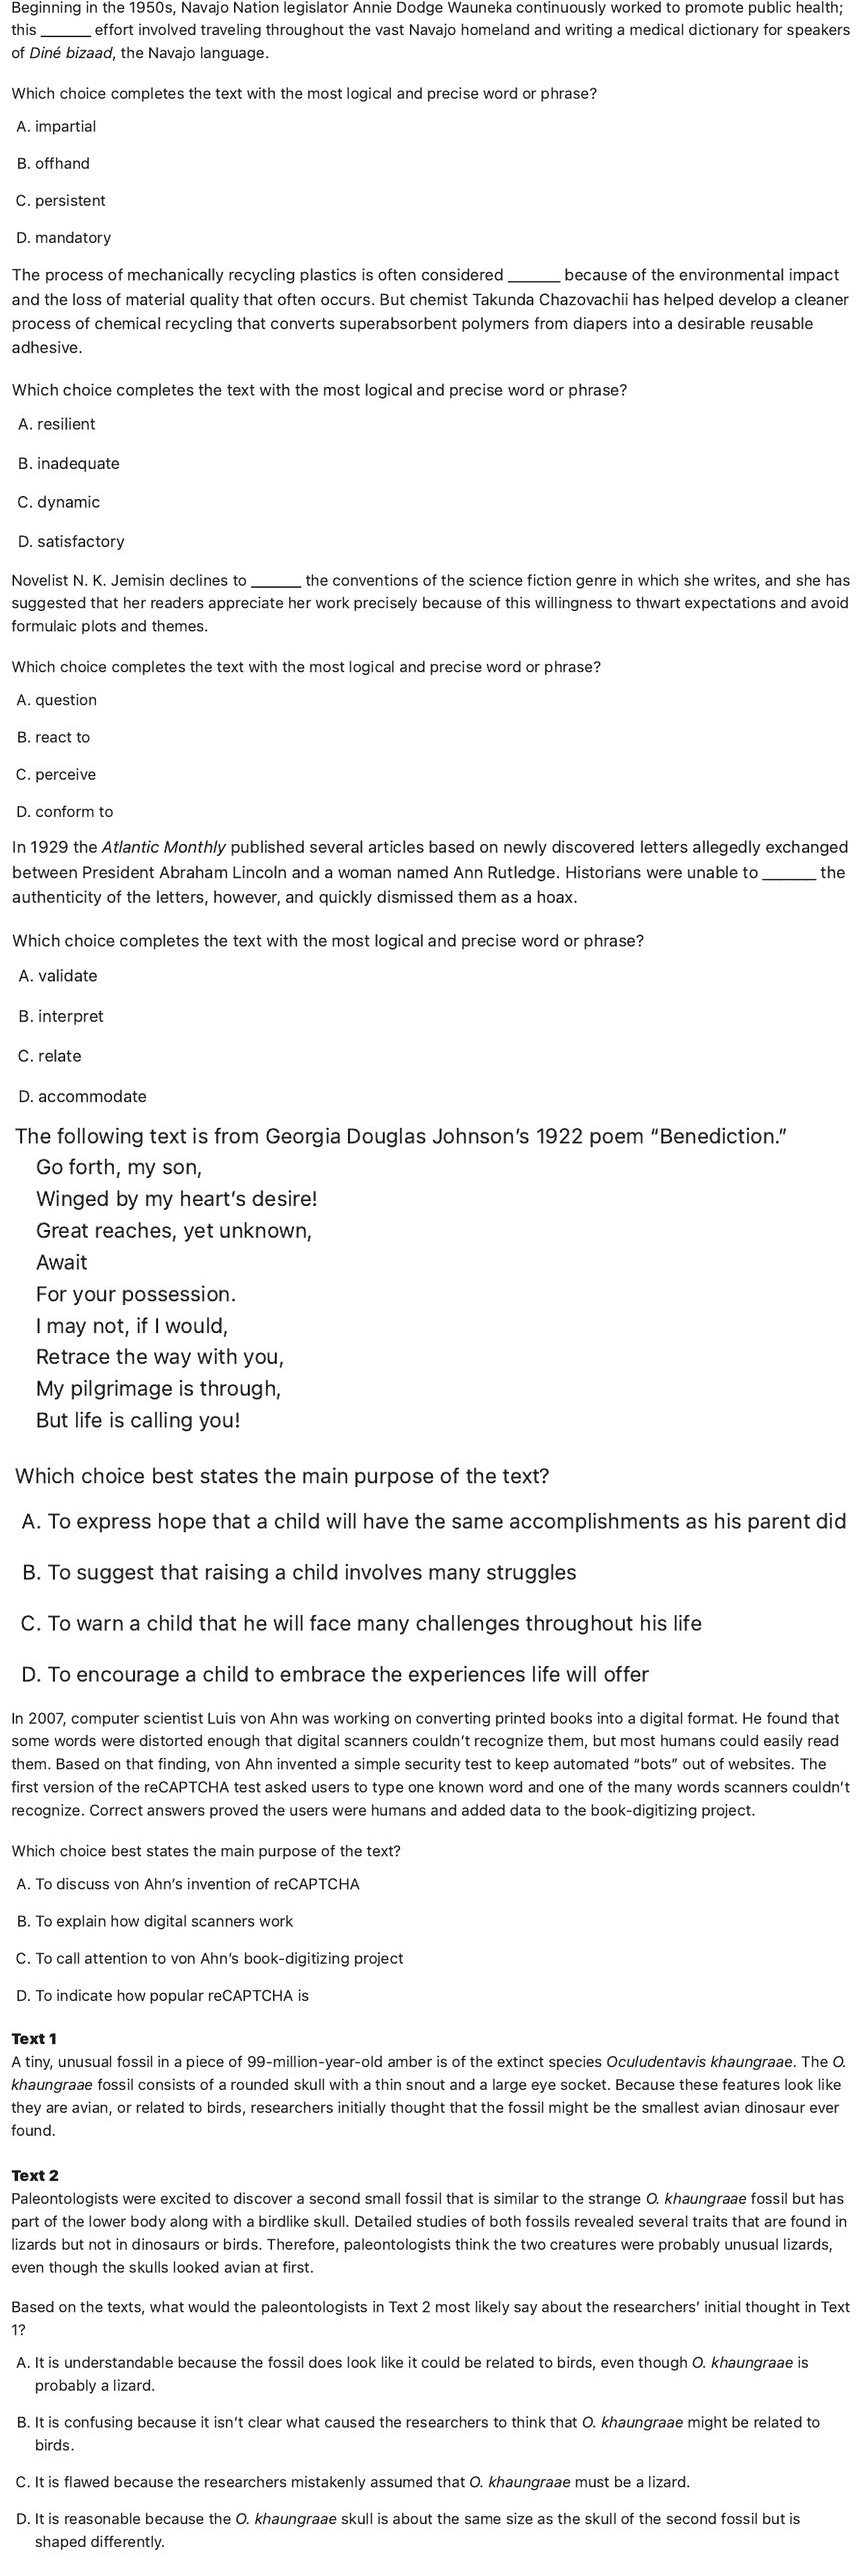 Beginning in the 1950s, Navajo Nation legislator Annie Dodge Wauneka continuously worked to promote public health;
this ______ effort involved traveling throughout the vast Navajo homeland and writing a medical dictionary for speakers
of Diné bizaad, the Navajo language.
Which choice completes the text with the most logical and precise word or phrase?
A. impartial
B. offhand
C. persistent
D. mandatory
The process of mechanically recycling plastics is often considered ______ because of the environmental impact
and the loss of material quality that often occurs. But chemist Takunda Chazovachii has helped develop a cleaner
process of chemical recycling that converts superabsorbent polymers from diapers into a desirable reusable
adhesive.
Which choice completes the text with the most logical and precise word or phrase?
A. resilient
B. inadequate
C. dynamic
D. satisfactory
Novelist N. K. Jemisin declines to ______ the conventions of the science fiction genre in which she writes, and she has
suggested that her readers appreciate her work precisely because of this willingness to thwart expectations and avoid
formulaic plots and themes.
Which choice completes the text with the most logical and precise word or phrase?
A. question
B. react to
C. perceive
D. conform to
In 1929 the Atlantic Monthly published several articles based on newly discovered letters allegedly exchanged
between President Abraham Lincoln and a woman named Ann Rutledge. Historians were unable to ______ the
authenticity of the letters, however, and quickly dismissed them as a hoax.
Which choice completes the text with the most logical and precise word or phrase?
A. validate
B. interpret
C. relate
D. accommodate
The following text is from Georgia Douglas Johnson's 1922 poem "Benediction."
Go forth, my son,
Winged by my heart's desire!
Great reaches, yet unknown,
Await
For your possession.
I may not, if I would,
Retrace the way with you,
My pilgrimage is through,
But life is calling you!
Which choice best states the main purpose of the text?
A. To express hope that a child will have the same accomplishments as his parent did
B. To suggest that raising a child involves many struggles
C. To warn a child that he will face many challenges throughout his life
D. To encourage a child to embrace the experiences life will offer
In 2007, computer scientist Luis von Ahn was working on converting printed books into a digital format. He found that
some words were distorted enough that digital scanners couldn't recognize them, but most humans could easily read
them. Based on that finding, von Ahn invented a simple security test to keep automated "bots" out of websites. The
first version of the reCAPTCHA test asked users to type one known word and one of the many words scanners couldn't
recognize. Correct answers proved the users were humans and added data to the book-digitizing project.
Which choice best states the main purpose of the text?
A. To discuss von Ahn's invention of reCAPTCHA
B. To explain how digital scanners work
C. To call attention to von Ahn's book-digitizing project
D. To indicate how popular reCAPTCHA is
Text 1
A tiny, unusual fossil in a piece of 99-million-year-old amber is of the extinct species Oculudentavis khaungraae. The O.
khaungraae fossil consists of a rounded skull with a thin snout and a large eye socket. Because these features look like
they are avian, or related to birds, researchers initially thought that the fossil might be the smallest avian dinosaur ever
found.
Text 2
Paleontologists were excited to discover a second small fossil that is similar to the strange O. khaungraae fossil but has
part of the lower body along with a birdlike skull. Detailed studies of both fossils revealed several traits that are found in
lizards but not in dinosaurs or birds. Therefore, paleontologists think the two creatures were probably unusual lizards,
even though the skulls looked avian at first.
Based on the texts, what would the paleontologists in Text 2 most likely say about the researchers' initial thought in Text
1?
A. It is understandable because the fossil does look like it could be related to birds, even though O. khaungraae is
probably a lizard.
B. It is confusing because it isn't clear what caused the researchers to think that O. khaungraae might be related to
birds.
C. It is flawed because the researchers mistakenly assumed that O. khaungraae must be a lizard.
D. It is reasonable because the O. khaungraae skull is about the same size as the skull of the second fossil but is
shaped differently.